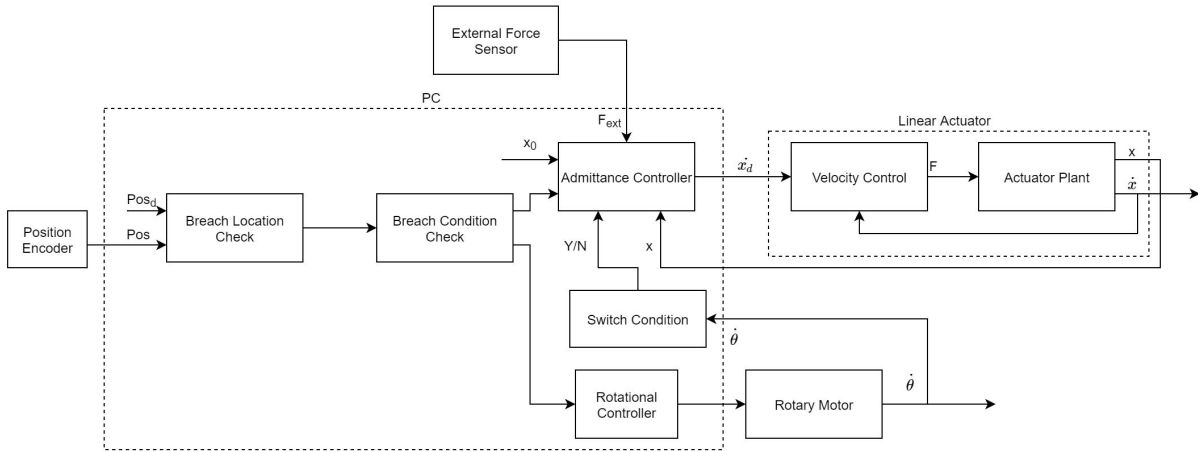 External Force
Sensor
PC
F_ext
Linear Actuator
x_0
Admittance Controller
ẋ_d
Velocity Control
F
Actuator Plant
x
ẋ
Pos_d
Position
Encoder
Pos
Breach Location
Check
Breach Condition
Check
Y/N
x
Switch Condition
θ̇
Rotational
Controller
Rotary Motor
θ̇